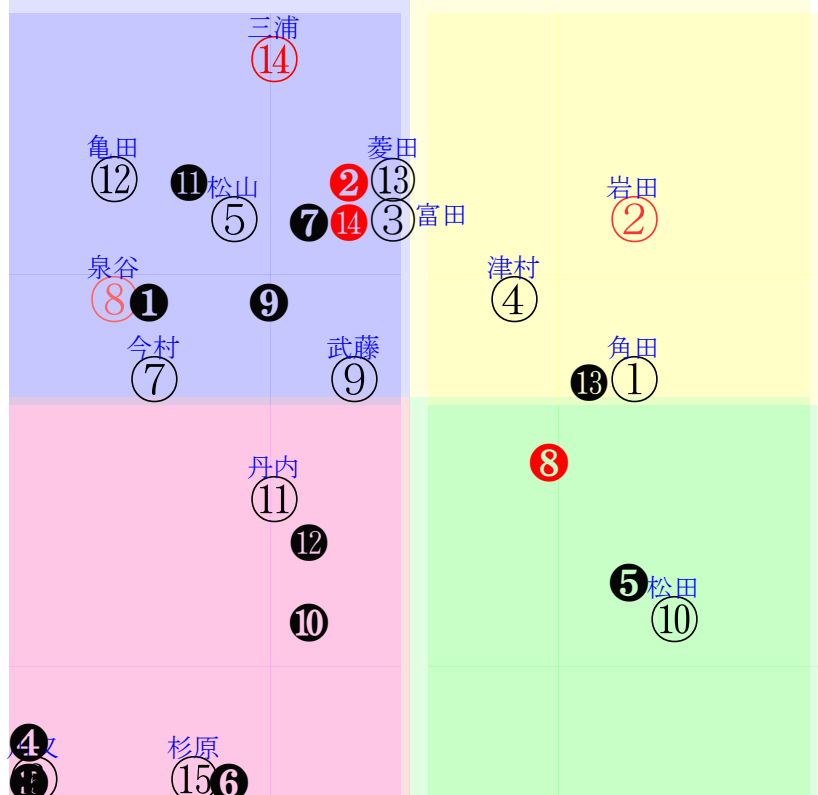 三浦
⑭
亀田
菱田
⑫
⓫
松山
❷
⑬
岩田
⑤
❼
⓮
③
富田
②
泉谷
津村
⑧
❶
❾
④
今村
武藤
角田
⑦
⑨
⓭
①
丹内
❽
⑪
⓬
❺
松田
❿
⑩
❹
又
杉原
⑮
❻